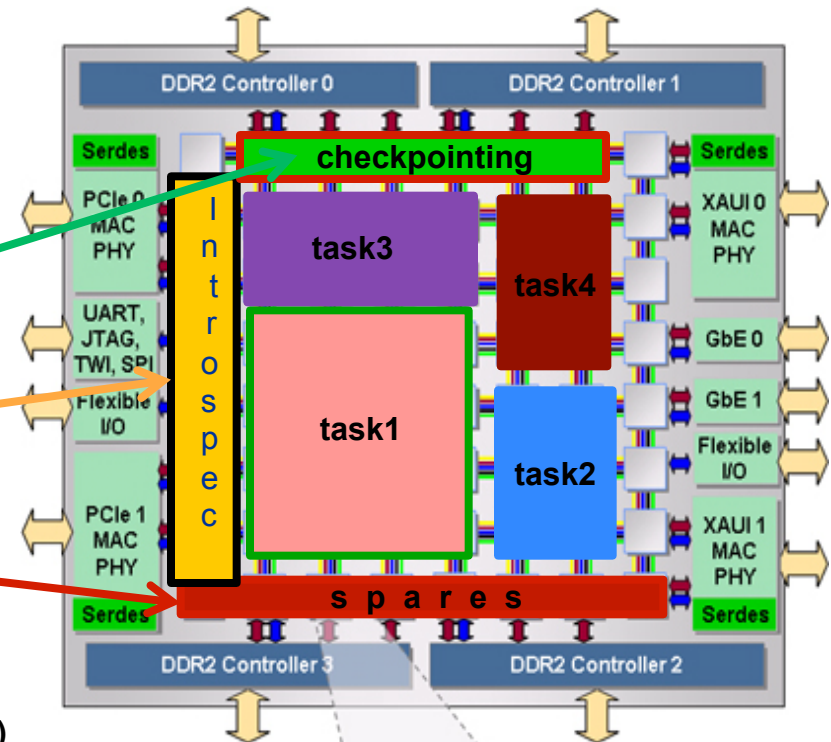 DDR2 Controller 0
DDR2 Controller 1
Serdes
checkpointing
Serdes
PCIe 0
MAC
PHY
Introspec
task3
task4
XAUI 0
MAC
PHY
UART,
JTAG,
TWI, SPI
GbE 0
Flexible
I/O
task1
GbE 1
task2
Flexible
I/O
PCIe 1
MAC
PHY
XAUI 1
MAC
PHY
Serdes
spares
Serdes
DDR2 Controller 3
DDR2 Controller 2
)